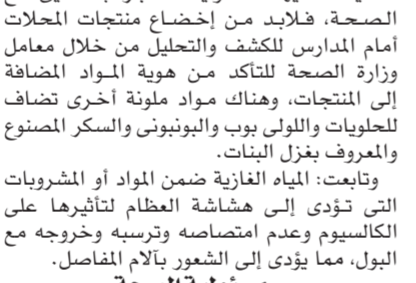 الصحة، فلابد من إخضاع منتجات المحلات
أمام المدارس للكشف والتحليل من خلال معامل
وزارة الصحة للتأكد من هوية المواد المضافة
إلى المنتجات، وهناك مواد ملونة أخرى تضاف
للحلويات واللولى بوب والبونبونى والسكر المصنوع
والمعروف بغزل البنات.
وتابعت: المياه الغازية ضمن المواد أو المشروبات
التى تؤدى إلى هشاشة العظام لتأثيرها على
الكالسيوم وعدم امتصاصه وترسبه وخروجه مع
البول، مما يؤدى إلى الشعور بآلام المفاصل.